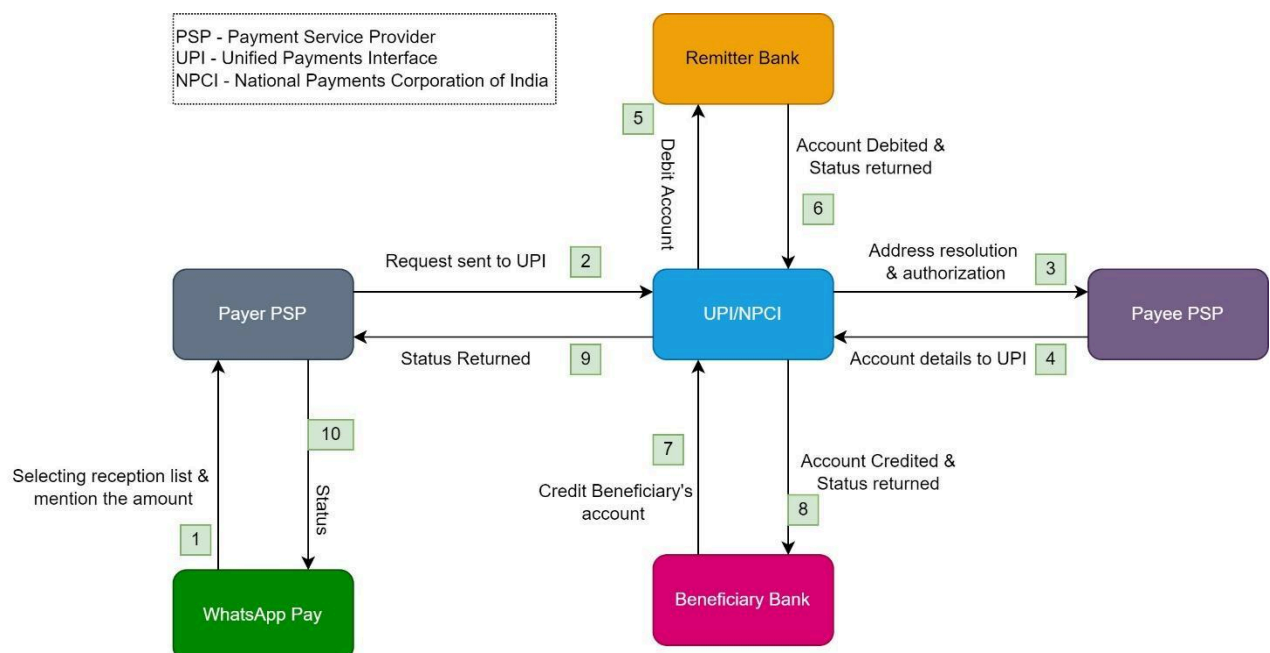 PSP - Payment Service Provider
UPI - Unified Payments Interface
NPCI - National Payments Corporation of India
Remitter Bank
5
Debit Account
Account Debited &
Status returned
6
Request sent to UPI
2
Address resolution
& authorization
3
Payer PSP
UPI/NPCI
Payee PSP
Status Returned
9
Account details to UPI
4
10
Selecting reception list &
mention the amount
1
Status
7
Credit Beneficiary's
account
Account Credited &
Status returned
8
WhatsApp Pay
Beneficiary Bank